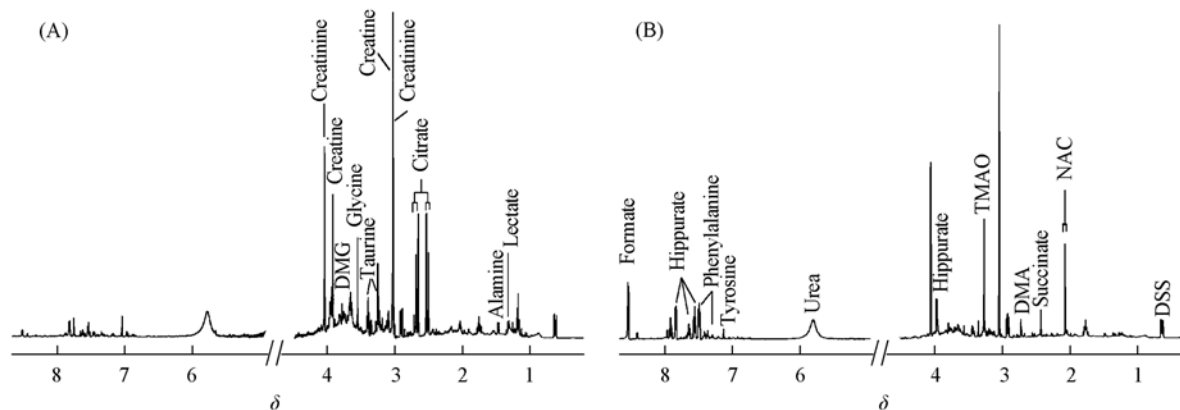 (A)
Creatinine
Creatine
Creatine
Creatinine
DMG
Glycine
Taurine
Citrate
Alamine
Lectate
8 7 6 4 3 2 1
δ
(B)
Formate
Hippurate
Phenylalanine
Tyrosine
Urea
Hippurate
TMAO
DMA
Succinate
NAC
DSS
8 7 6 4 3 2 1
δ